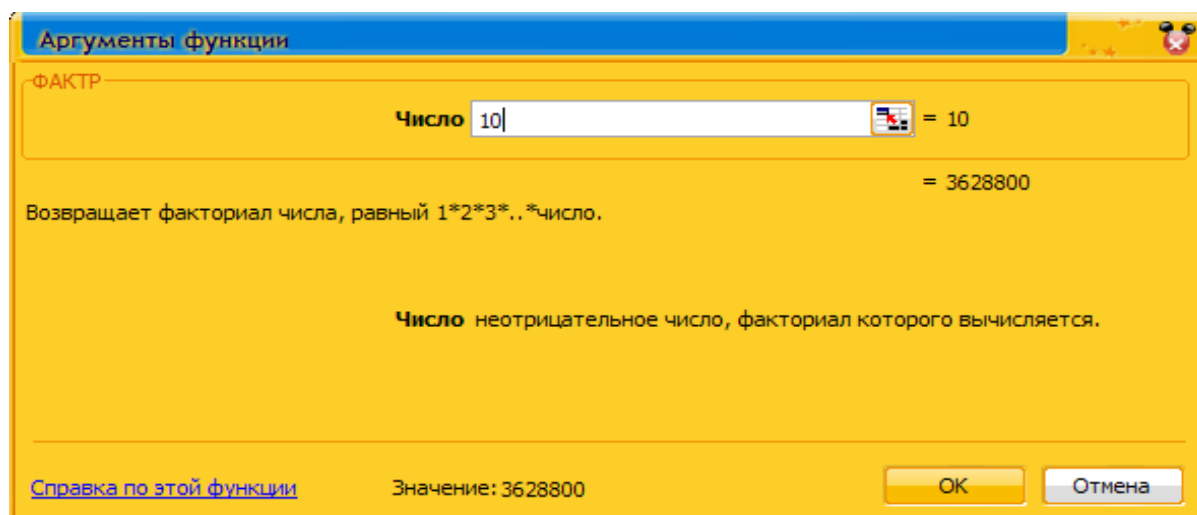 Аргументы функции
ФАКТР
Число 10 = 10
= 3628800
Возвращает факториал числа, равный 1*2*3*..*число.
Число неотрицательное число, факториал которого вычисляется.
Справка по этой функции Значение: 3628800 OK Отмена